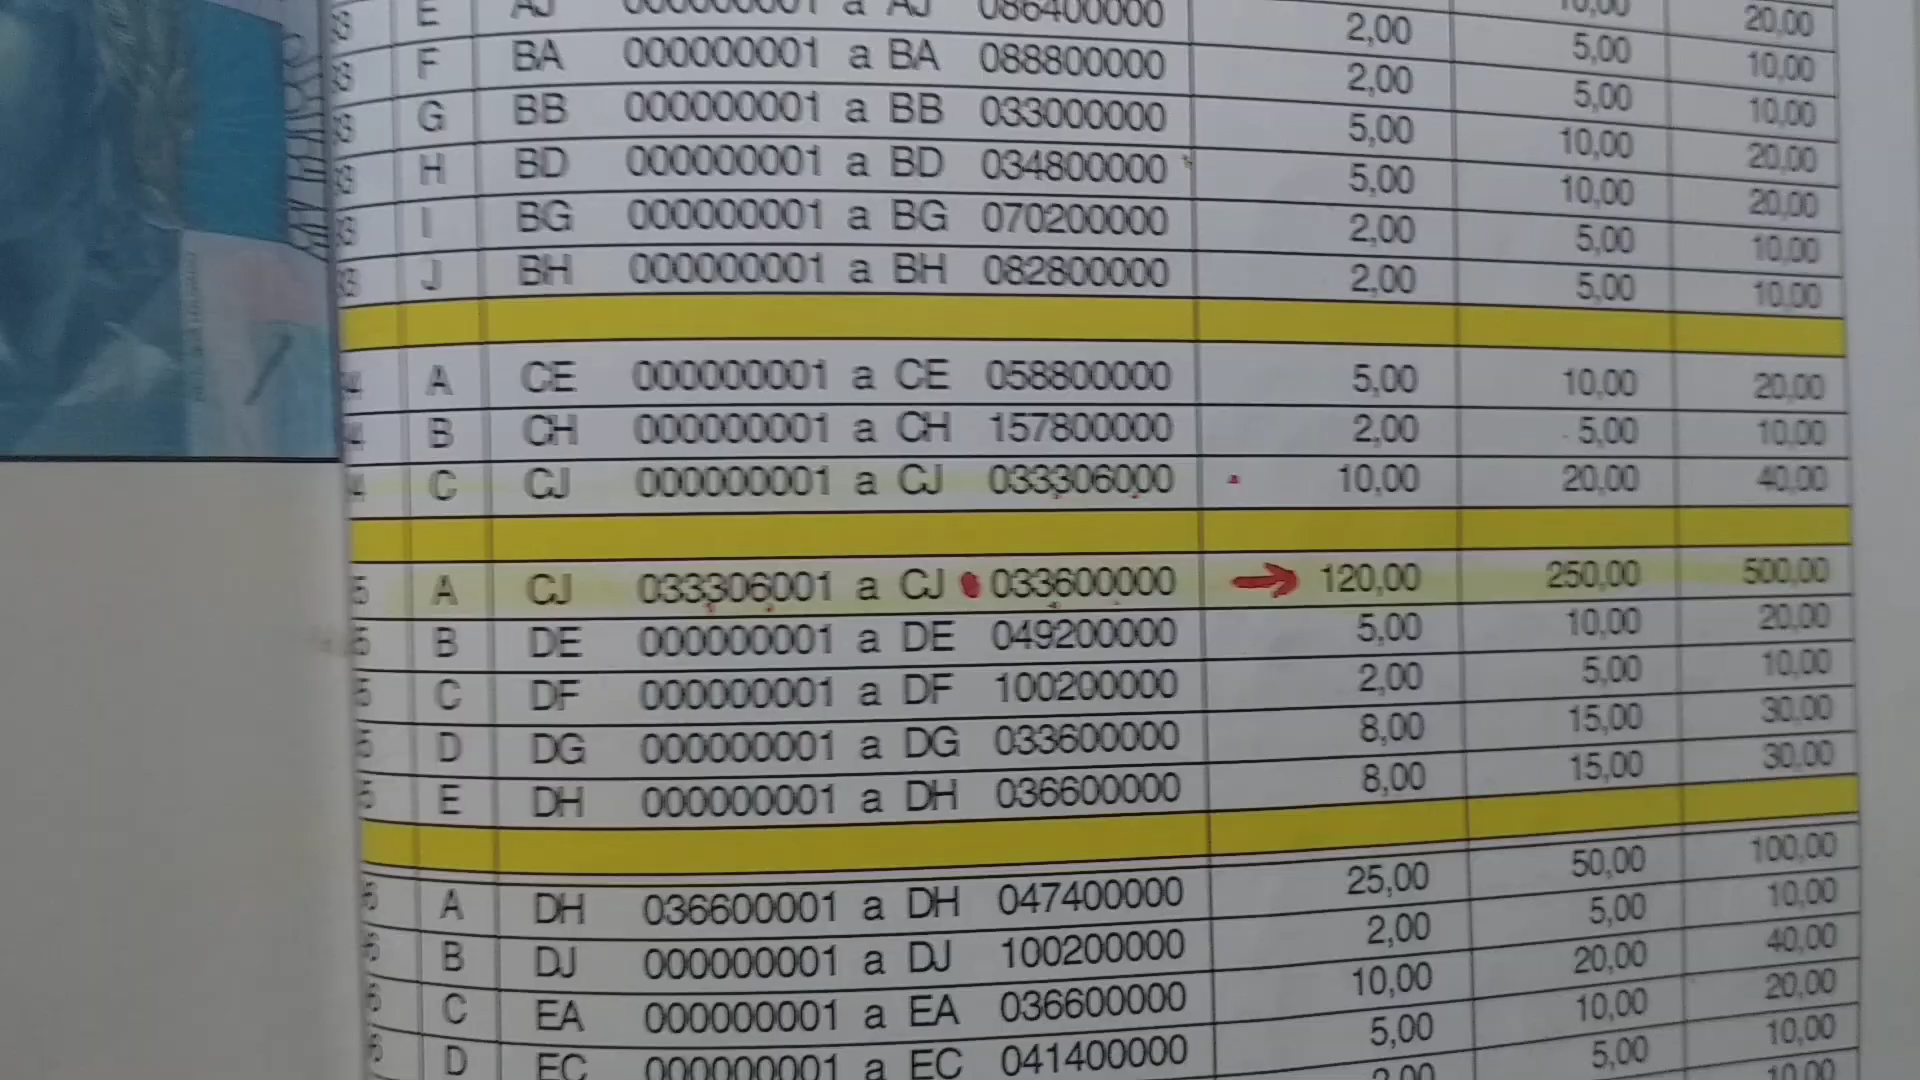 E AJ 000000001 a AJ 086400000 2,00 5,00 10,00
F BA 000000001 a BA 088800000 2,00 5,00 10,00
G BB 000000001 a BB 033000000 5,00 10,00 20,00
H BD 000000001 a BD 034800000 5,00 10,00 20,00
I BG 000000001 a BG 070200000 2,00 5,00 10,00
J BH 000000001 a BH 082800000 2,00 5,00 10,00
A CE 000000001 a CE 058800000 5,00 10,00 20,00
B CH 000000001 a CH 157800000 2,00 5,00 10,00
C CJ 000000001 a CJ 033306000 10,00 20,00 40,00
5 A CJ 033306001 a CJ 033600000 120,00 250,00 500,00
5 B DE 000000001 a DE 049200000 5,00 10,00 20,00
5 C DF 000000001 a DF 100200000 2,00 5,00 10,00
5 D DG 000000001 a DG 033600000 8,00 15,00 30,00
5 E DH 000000001 a DH 036600000 8,00 15,00 30,00
A DH 036600001 a DH 047400000 25,00 50,00 100,00
B DJ 000000001 a DJ 100200000 2,00 5,00 10,00
C EA 000000001 a EA 036600000 10,00 20,00 40,00
D EC 000000001 a EC 041400000 5,00 10,00 20,00
2,00 5,00 10,00